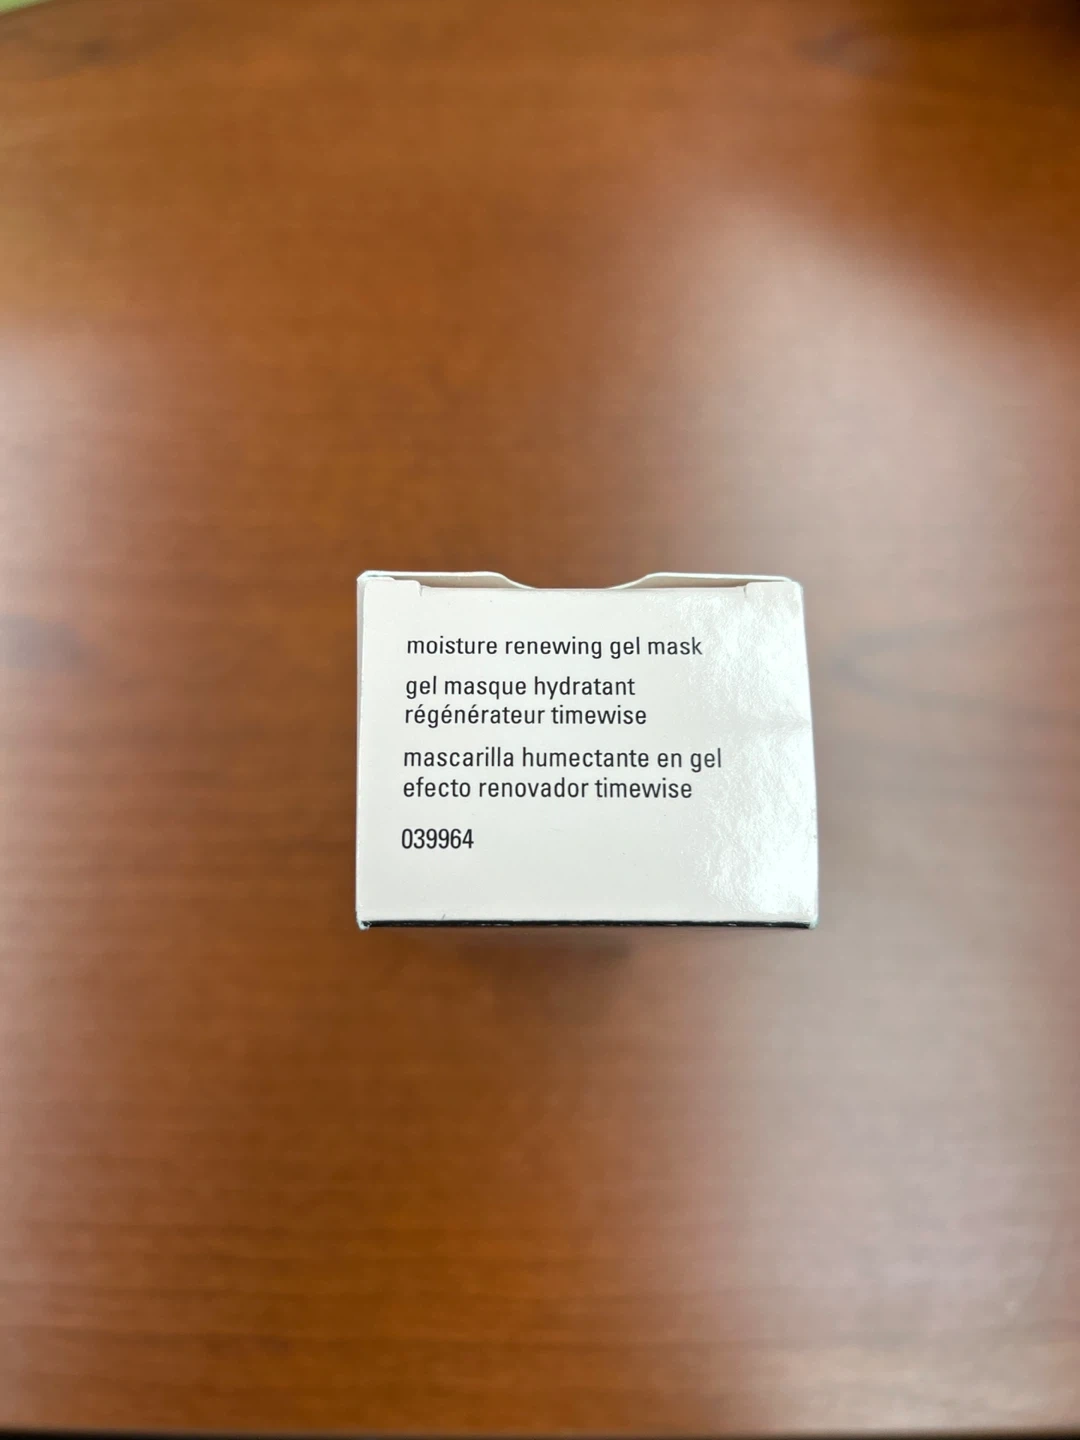 moisture renewing gel mask
gel masque hydratant
régénérateur timewise
mascarilla humectante en gel
efecto renovador timewise
039964